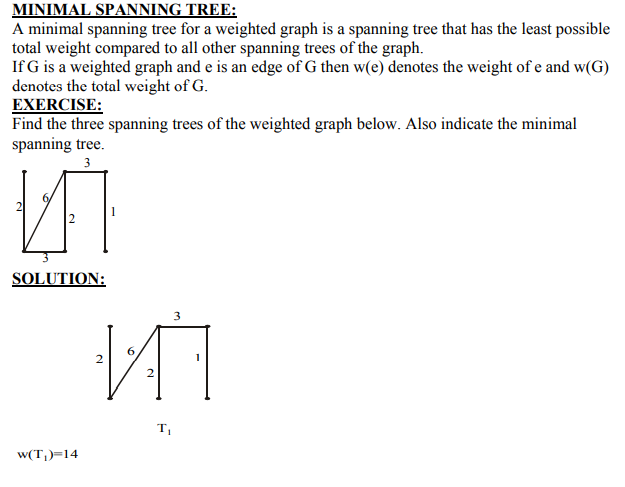 MINIMAL SPANNING TREE:
A minimal spanning tree for a weighted graph is a spanning tree that has the least possible
total weight compared to all other spanning trees of the graph.
If G is a weighted graph and e is an edge of G then w(e) denotes the weight of e and w(G)
denotes the total weight of G.
EXERCISE:
Find the three spanning trees of the weighted graph below. Also indicate the minimal
spanning tree.
3
2 6 2 1
3
SOLUTION:
3
2 6 2 1
T₁
w(T₁)=14